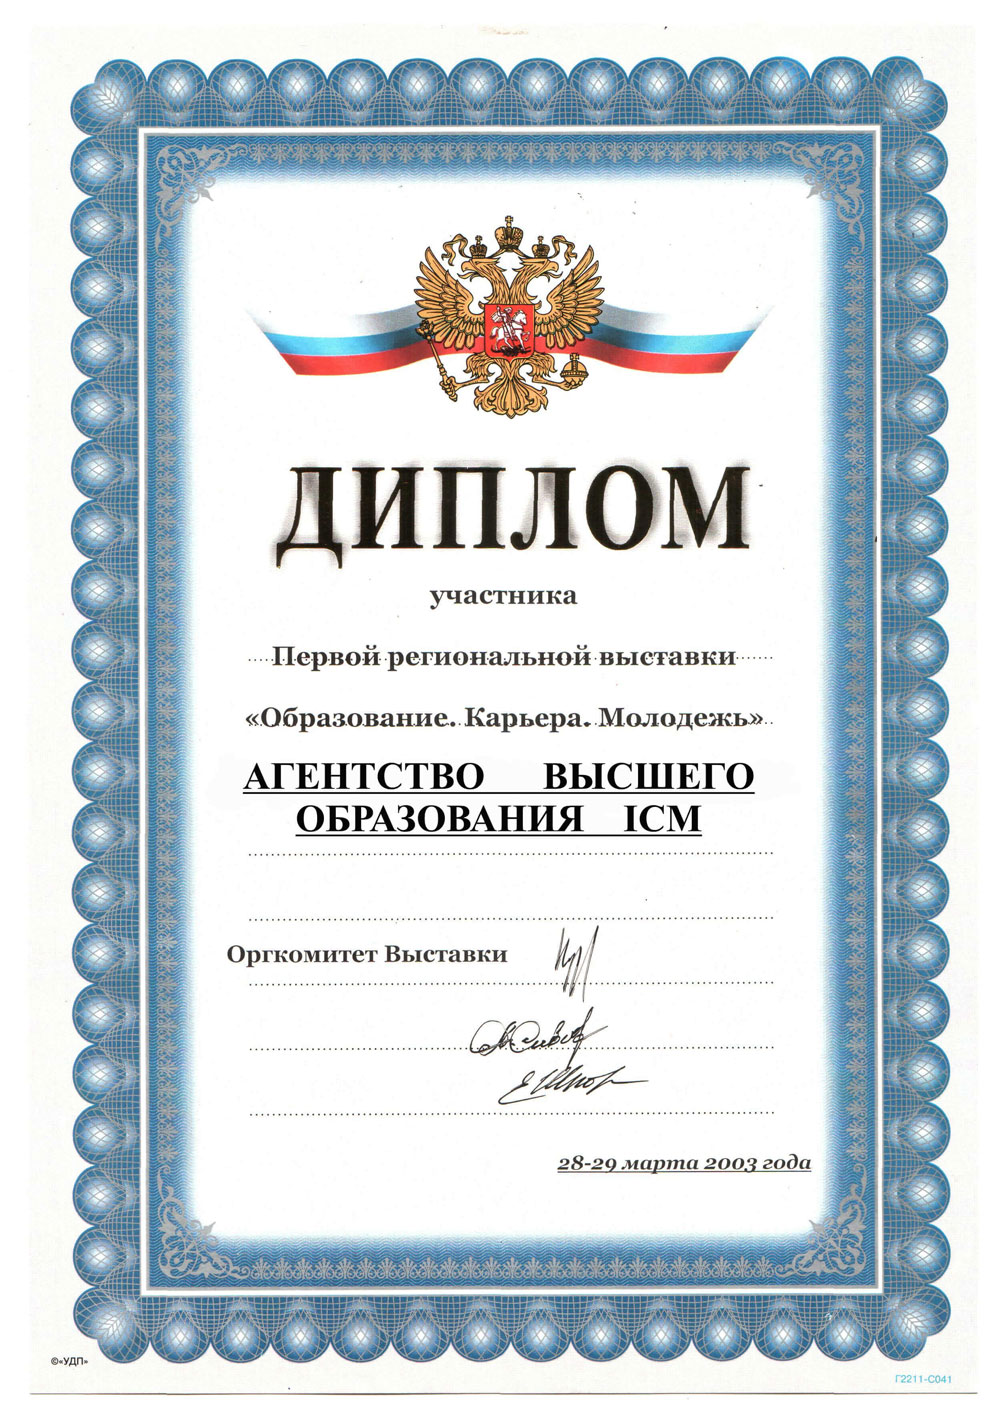 ДИПЛОМ
участника
Первой региональной выставки
«Образование. Карьера. Молодежь»
АГЕНТСТВО ВЫСШЕГО
ОБРАЗОВАНИЯ ICM
Оргкомитет Выставки
28-29 марта 2003 года
©«УДП»
Г2211-С041